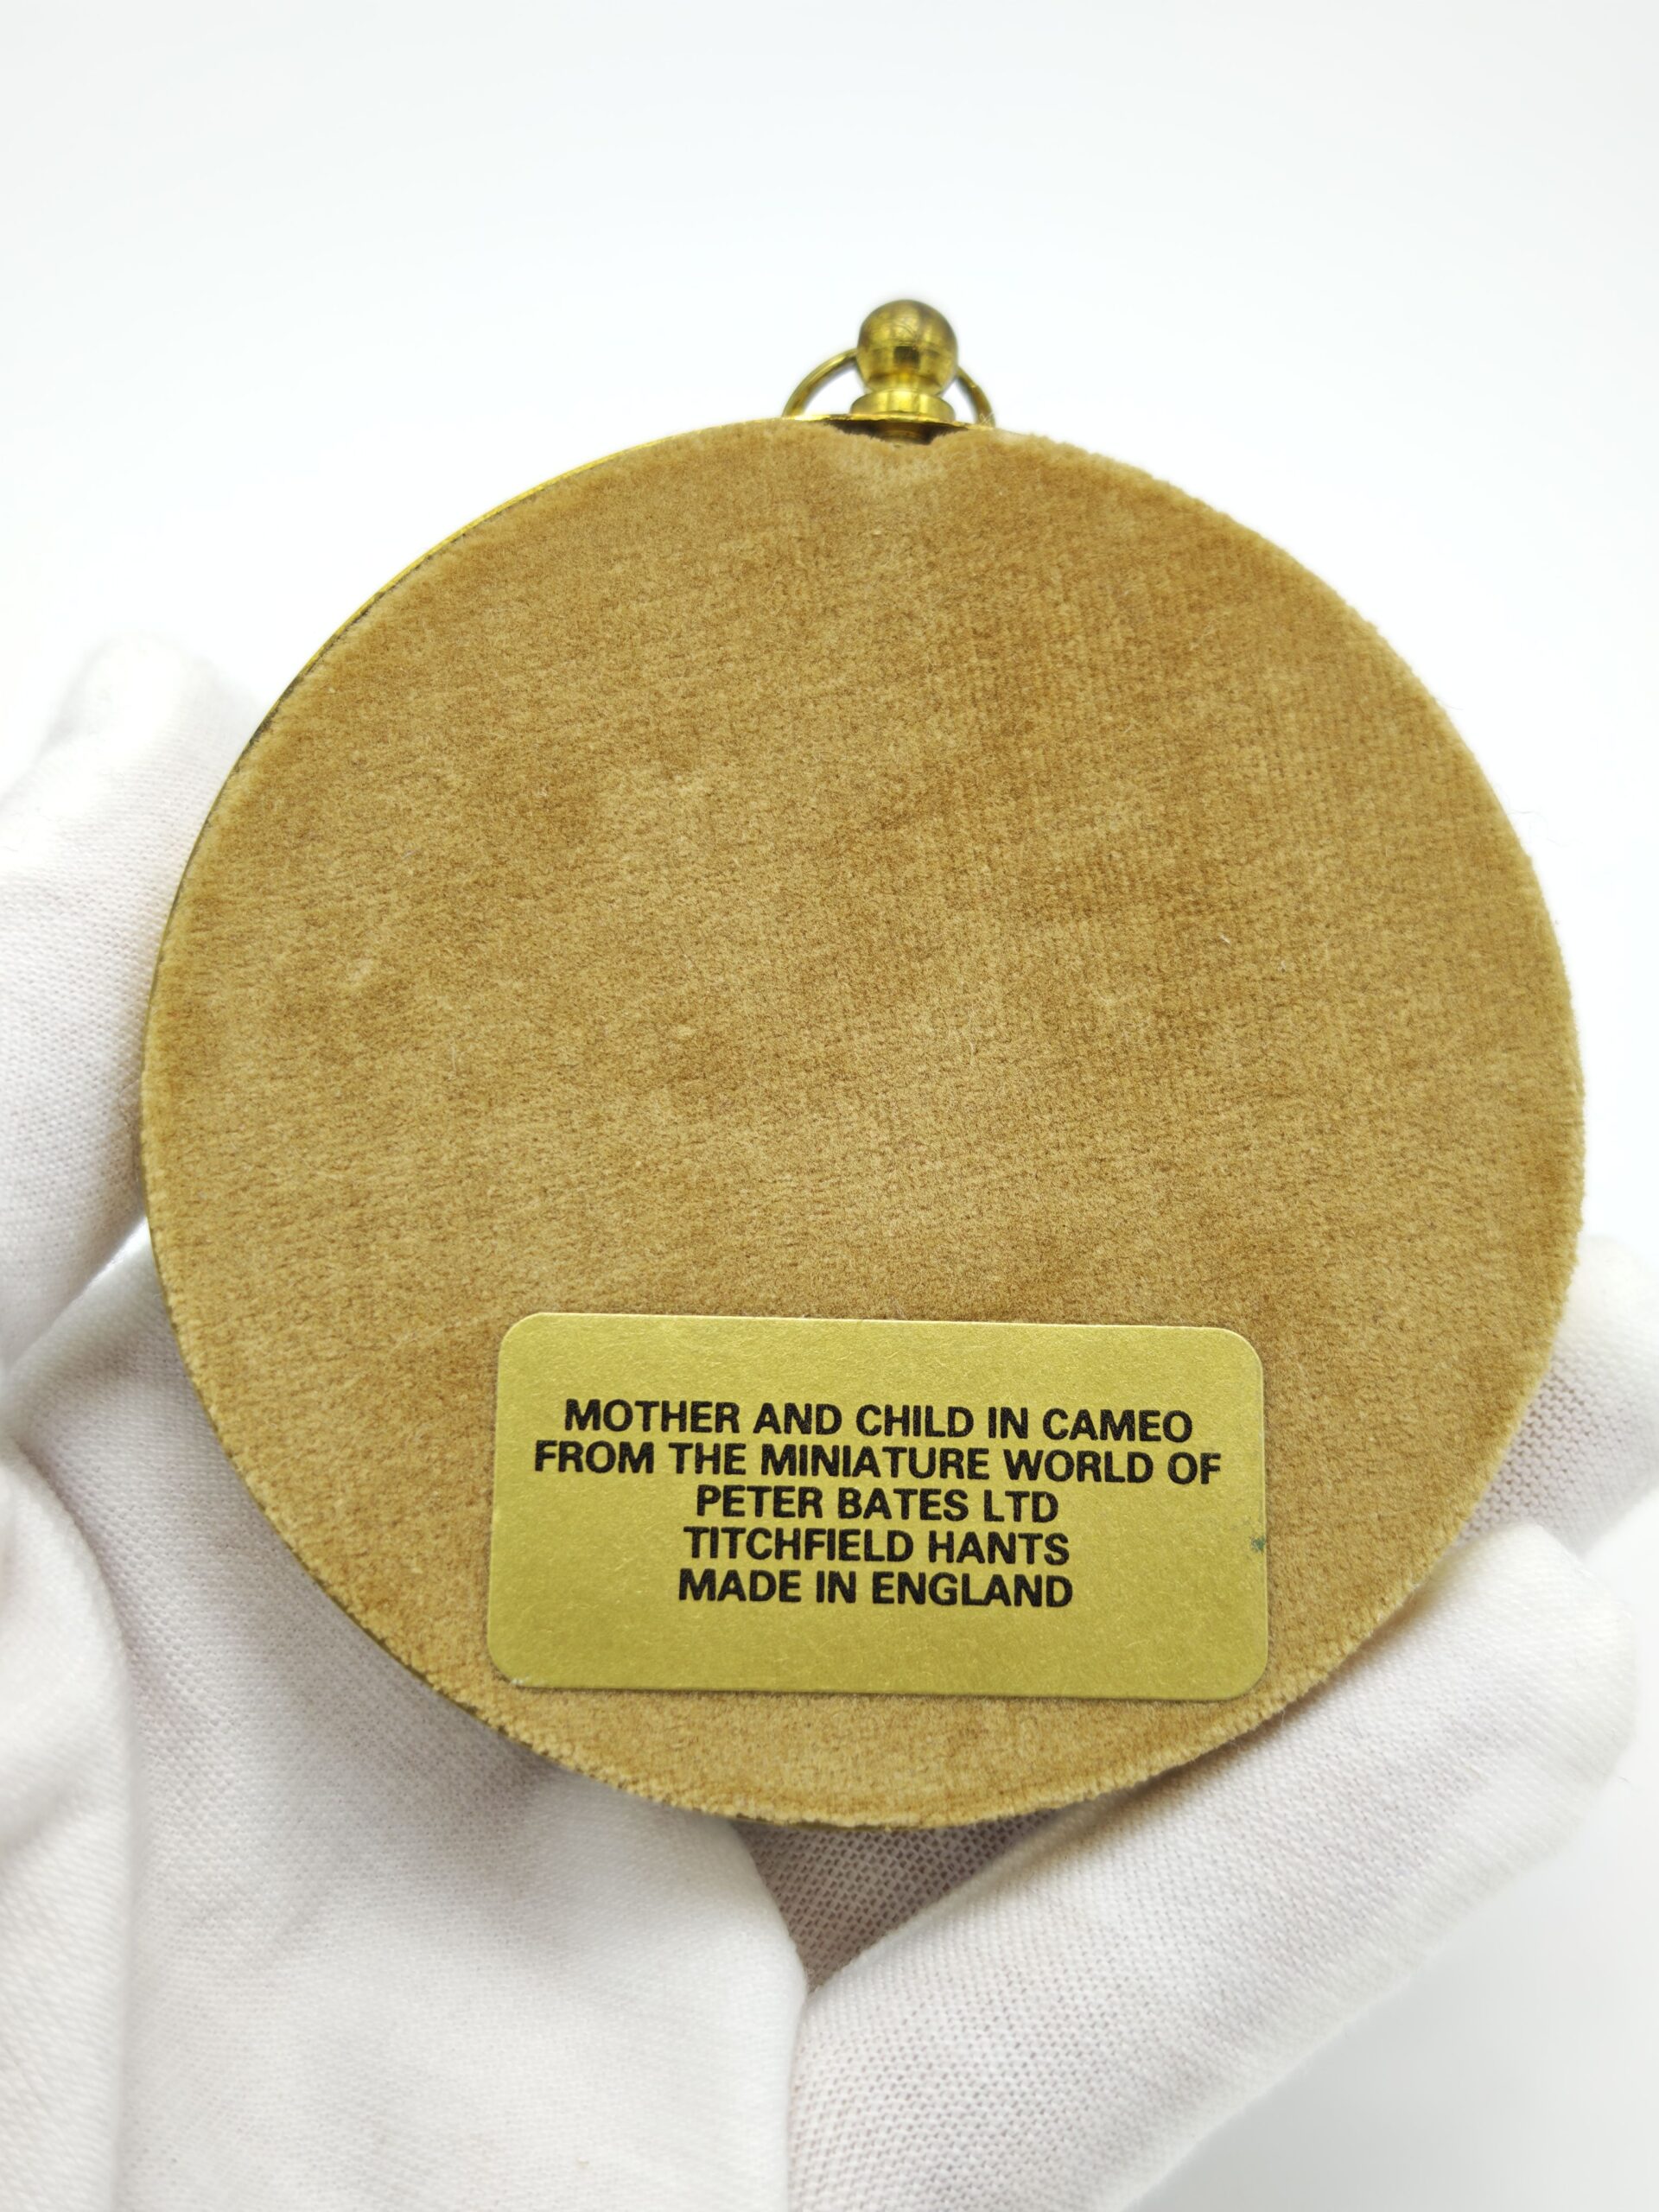 MOTHER AND CHILD IN CAMEO
FROM THE MINIATURE WORLD OF
PETER BATES LTD
TITCHFIELD HANTS
MADE IN ENGLAND